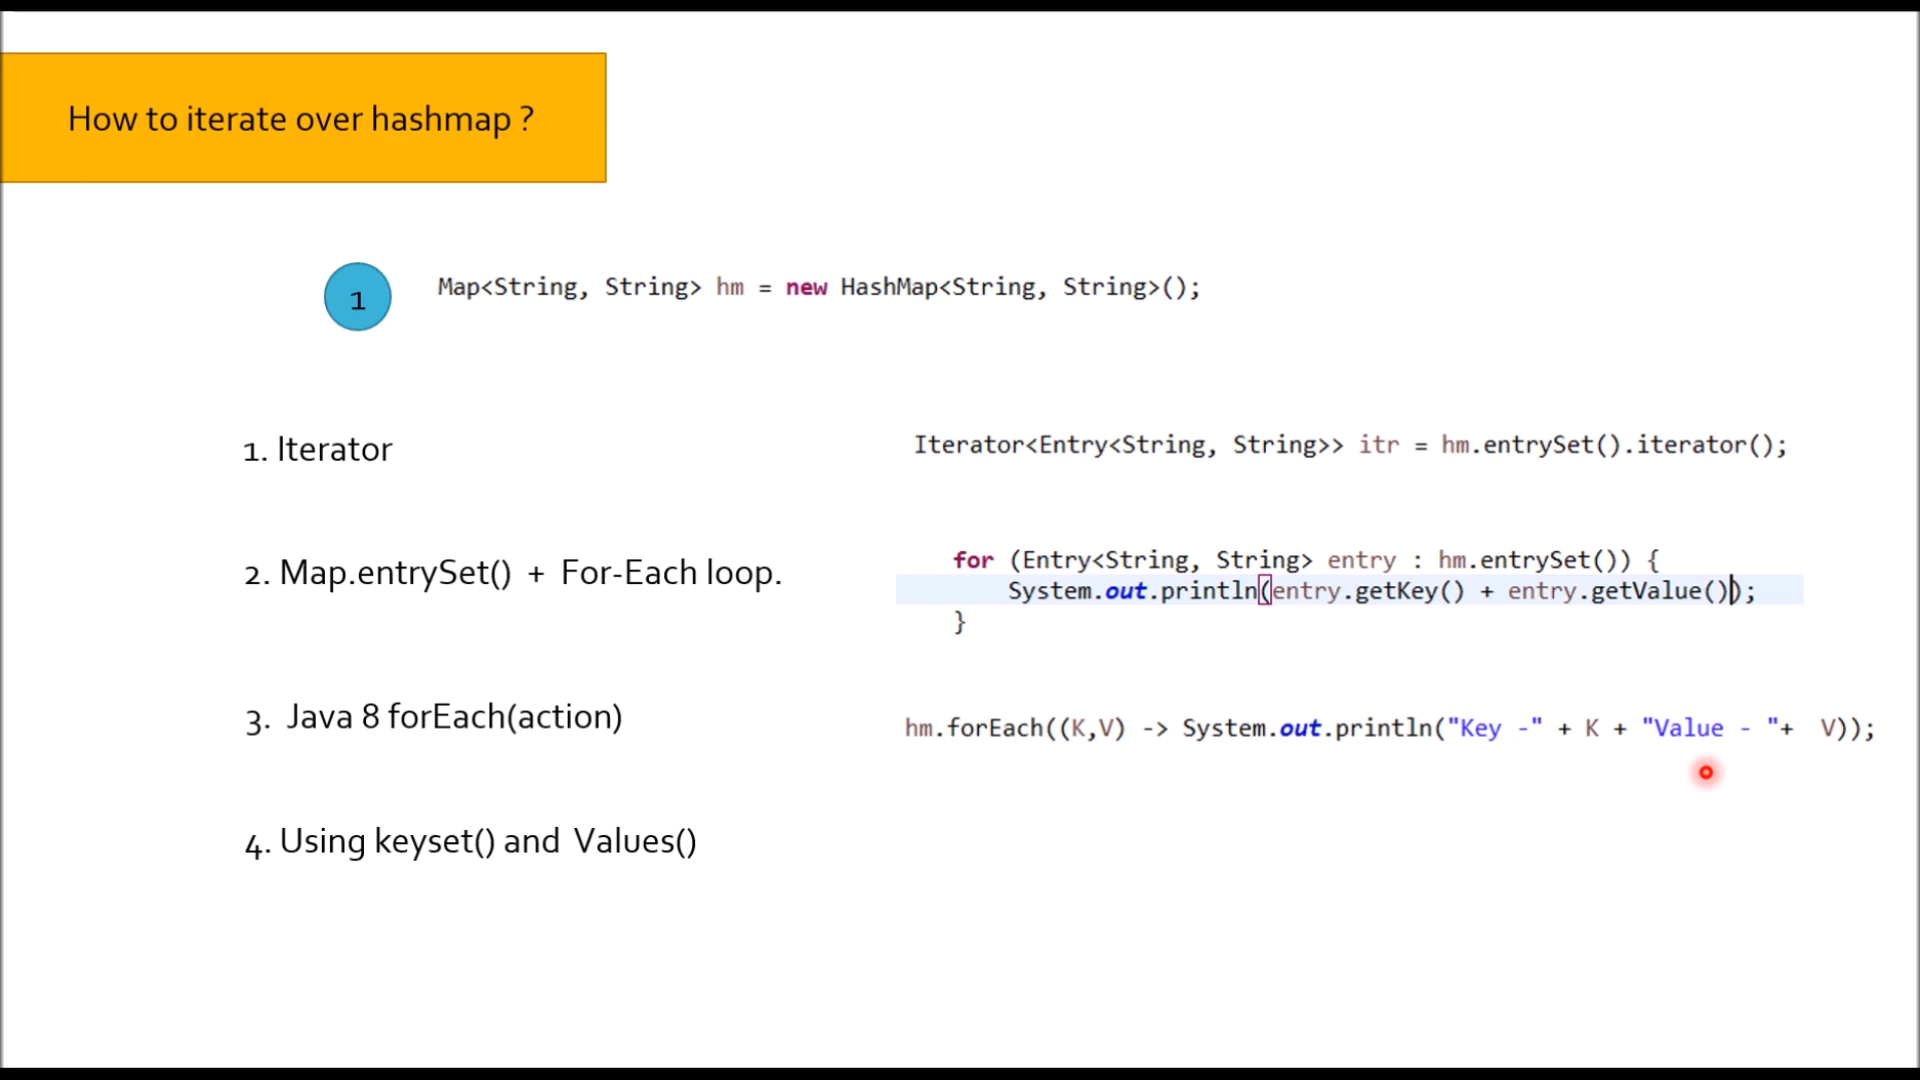 How to iterate over hashmap ?
1
Map<String, String> hm = new HashMap<String, String>();
1. Iterator
Iterator<Entry<String, String>> itr = hm.entrySet().iterator();
2. Map.entrySet() + For-Each loop.
for (Entry<String, String> entry : hm.entrySet()) {
System.out.println(entry.getKey() + entry.getValue());
}
3. Java 8 forEach(action)
hm.forEach((K,V) -> System.out.println("Key -" + K + "Value - "+ V));
4. Using keyset() and Values()